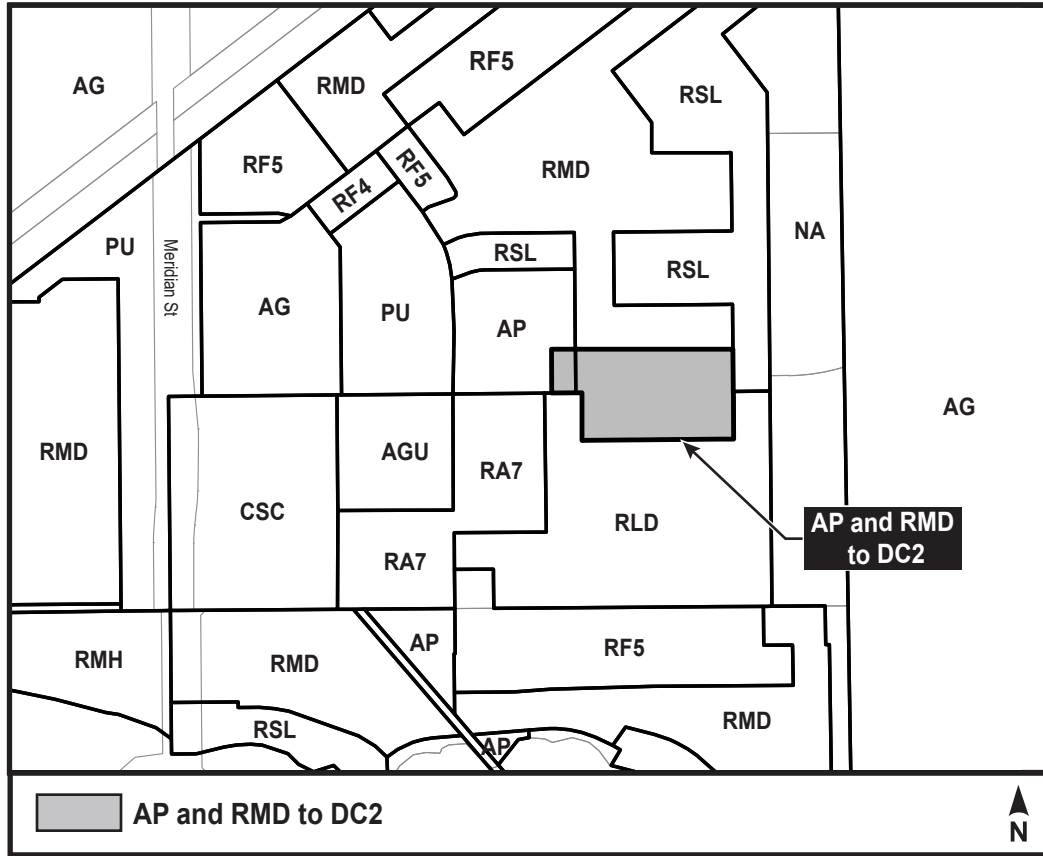 AG
RMD
RF5
RSL
RF5
RF5
RMD
RF4
NA
PU
Meridian St
RSL
RSL
AG
PU
AP
AG
RMD
AGU
RA7
CSC
RLD
AP and RMD
to DC2
RA7
RMH
RMD
AP
RF5
RSL
AP
RMD
AP and RMD to DC2
N